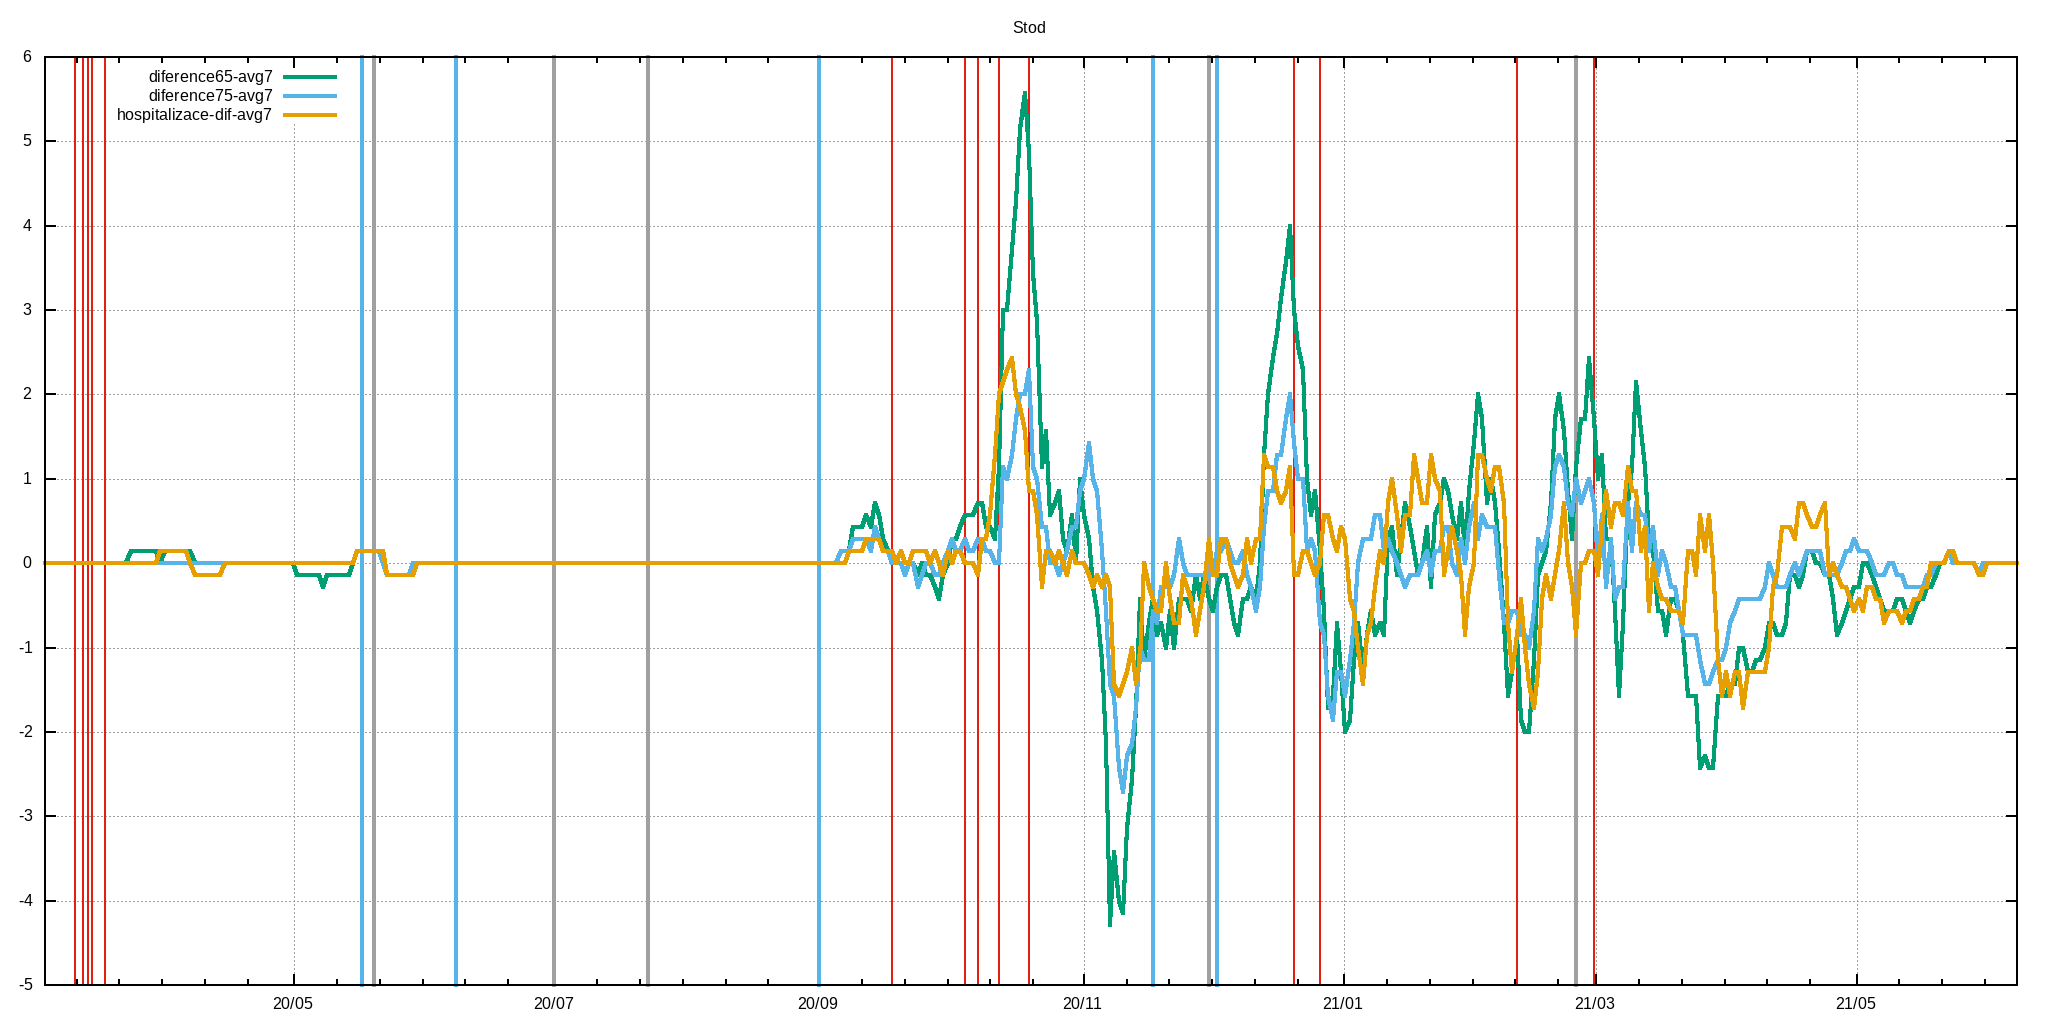 Stod
diference65-avg7
diference75-avg7
hospitalizace-dif-avg7
6
5
4
3
2
1
0
-1
-2
-3
-4
-5
20/05 20/07 20/09 20/11 21/01 21/03 21/05